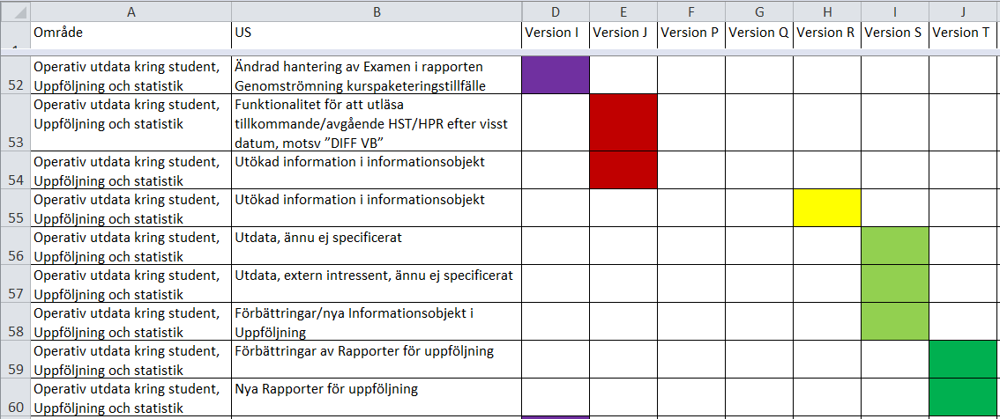 A B D E F G H I J
Område US Version I Version J Version P Version Q Version R Version S Version T
52 Operativ utdata kring student, Ändrad hantering av Examen i rapporten
Uppföljning och statistik Genomströmning kurspaketeringstillfälle
53 Operativ utdata kring student, Funktionalitet för att utläsa
Uppföljning och statistik tillkommande/avgående HST/HPR efter visst
datum, motsv ”DIFF VB”
54 Operativ utdata kring student, Utökad information i informationsobjekt
Uppföljning och statistik
55 Operativ utdata kring student, Utökad information i informationsobjekt
Uppföljning och statistik
56 Operativ utdata kring student, Utdata, ännu ej specificerat
Uppföljning och statistik
57 Operativ utdata kring student, Utdata, extern intressent, ännu ej specificerat
Uppföljning och statistik
58 Operativ utdata kring student, Förbättringar/nya Informationsobjekt i
Uppföljning och statistik Uppföljning
59 Operativ utdata kring student, Förbättringar av Rapporter för uppföljning
Uppföljning och statistik
60 Operativ utdata kring student, Nya Rapporter för uppföljning
Uppföljning och statistik